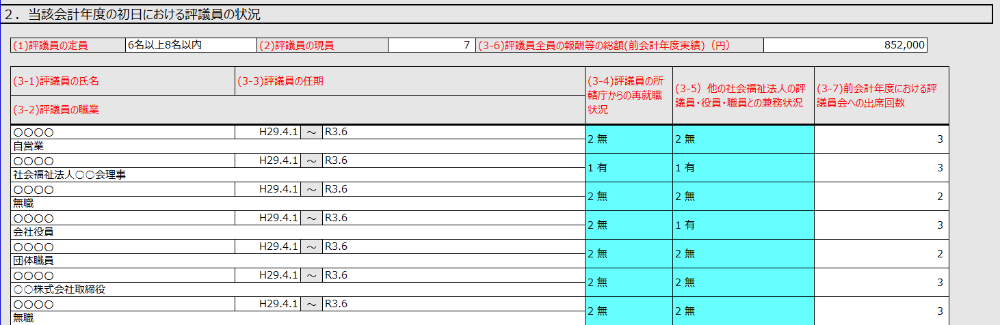 2．当該会計年度の初日における評議員の状況
(1)評議員の定員 6名以上8名以内 (2)評議員の現員 7 (3-6)評議員全員の報酬等の総額(前会計年度実績)（円） 852,000
(3-1)評議員の氏名 (3-3)評議員の任期
(3-2)評議員の職業
(3-4)評議員の所
轄庁からの再就職
状況
(3-5) 他の社会福祉法人の評
議員・役員・職員との兼務状況
(3-7)前会計年度における評
議員会への出席回数
○○○○ H29.4.1 ～ R3.6
自営業
2 無 2 無 3
○○○○ H29.4.1 ～ R3.6
社会福祉法人○○会理事
1 有 1 有 3
○○○○ H29.4.1 ～ R3.6
無職
2 無 2 無 2
○○○○ H29.4.1 ～ R3.6
会社役員
2 無 1 有 3
○○○○ H29.4.1 ～ R3.6
団体職員
2 無 2 無 2
○○○○ H29.4.1 ～ R3.6
○○株式会社取締役
2 無 2 無 3
○○○○ H29.4.1 ～ R3.6
無職
2 無 2 無 3